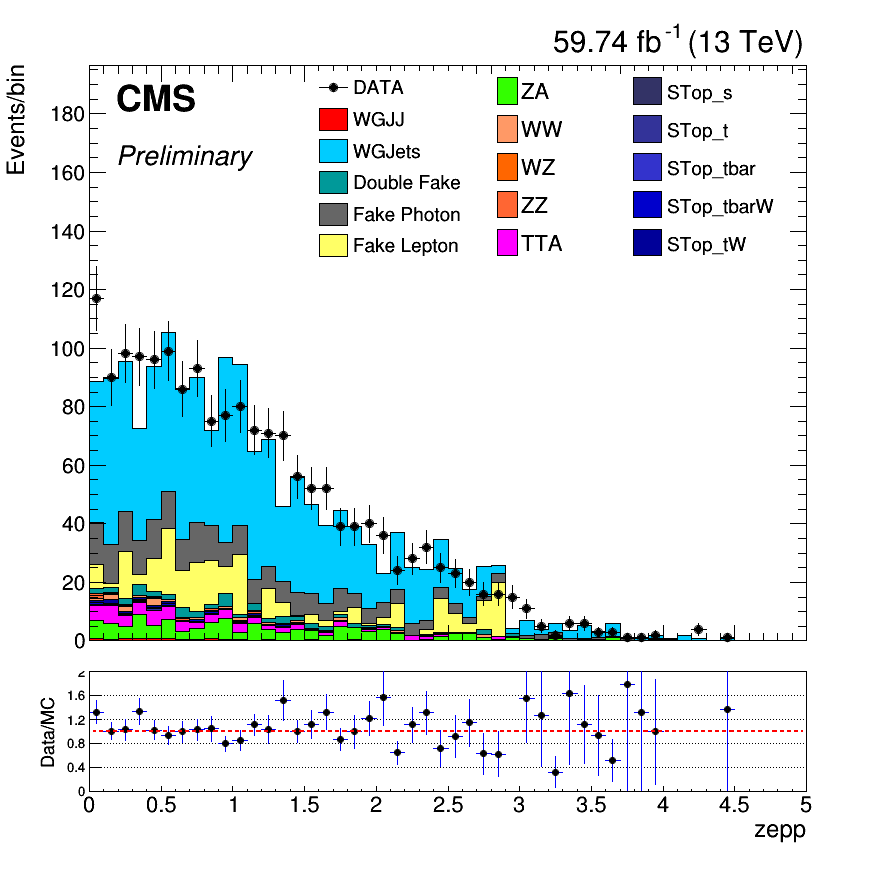 59.74 fb-1 (13 TeV)
Events/bin
CMS
Preliminary
DATA
WGJJ
WGJets
Double Fake
Fake Photon
Fake Lepton
ZA
WW
WZ
ZZ
TTA
STop_s
STop_t
STop_tbar
STop_tbarW
STop_tW
180
160
140
120
100
80
60
40
20
0
Data/MC
2
1.6
1.2
0.8
0.4
0
0 0.5 1 1.5 2 2.5 3 3.5 4 4.5 5
zepp